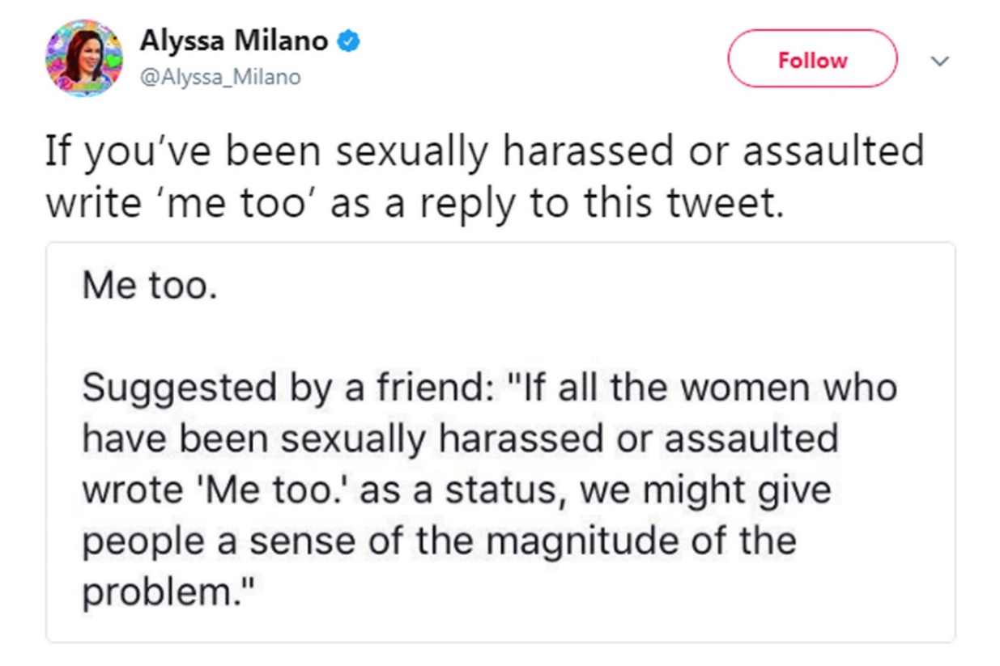 Alyssa Milano
@Alyssa_Milano
Follow
If you’ve been sexually harassed or assaulted
write ‘me too’ as a reply to this tweet.
Me too.
Suggested by a friend: "If all the women who
have been sexually harassed or assaulted
wrote 'Me too.' as a status, we might give
people a sense of the magnitude of the
problem."